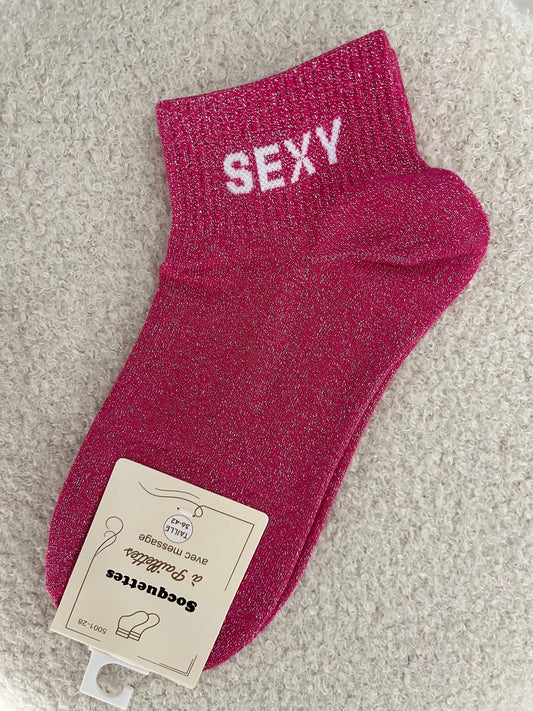 SEXY
TAILLE
36-42
Socquettes
à Paillettes
avec message
5001-28